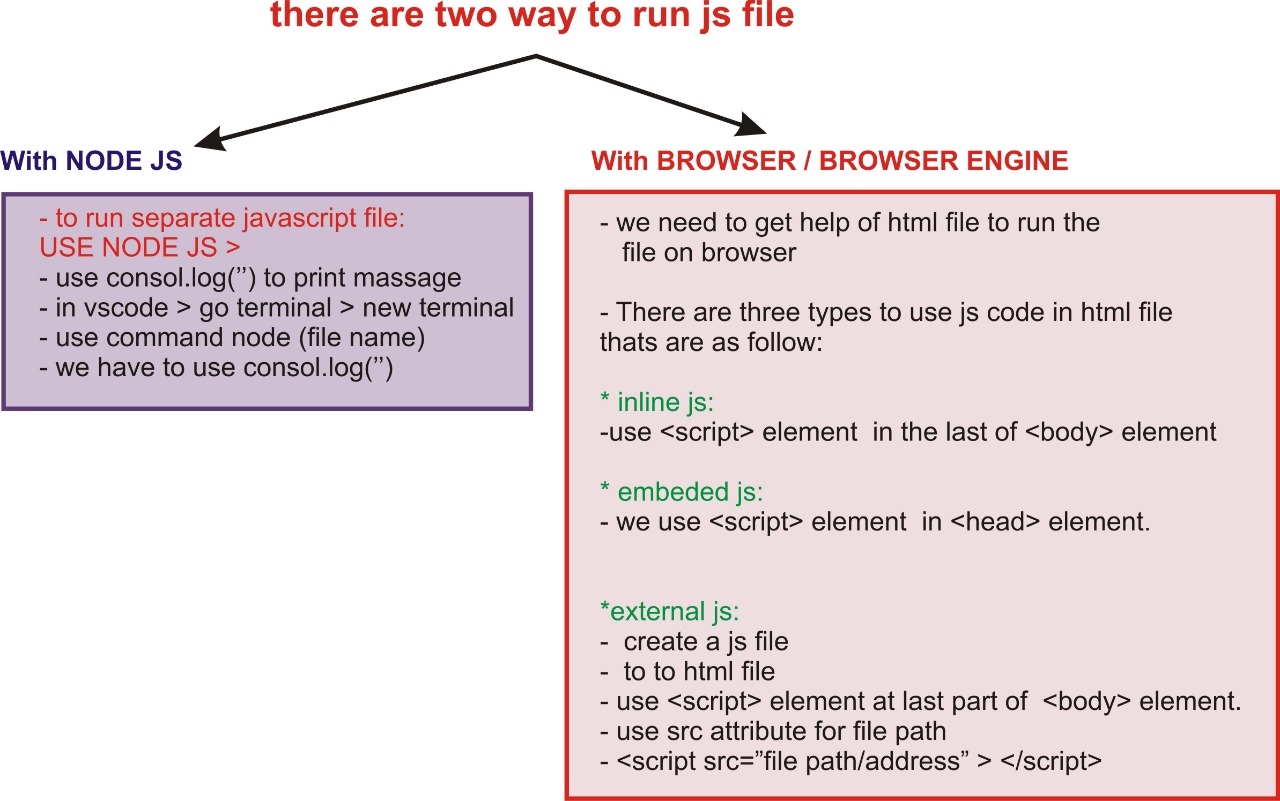 there are two way to run js file
With NODE JS
- to run separate javascript file:
USE NODE JS >
- use consol.log(’’) to print massage
- in vscode > go terminal > new terminal
- use command node (file name)
- we have to use consol.log(’’)
With BROWSER / BROWSER ENGINE
- we need to get help of html file to run the
file on browser
- There are three types to use js code in html file
thats are as follow:
* inline js:
-use <script> element in the last of <body> element
* embeded js:
- we use <script> element in <head> element.
*external js:
- create a js file
- to to html file
- use <script> element at last part of <body> element.
- use src attribute for file path
- <script src=”file path/address” > </script>